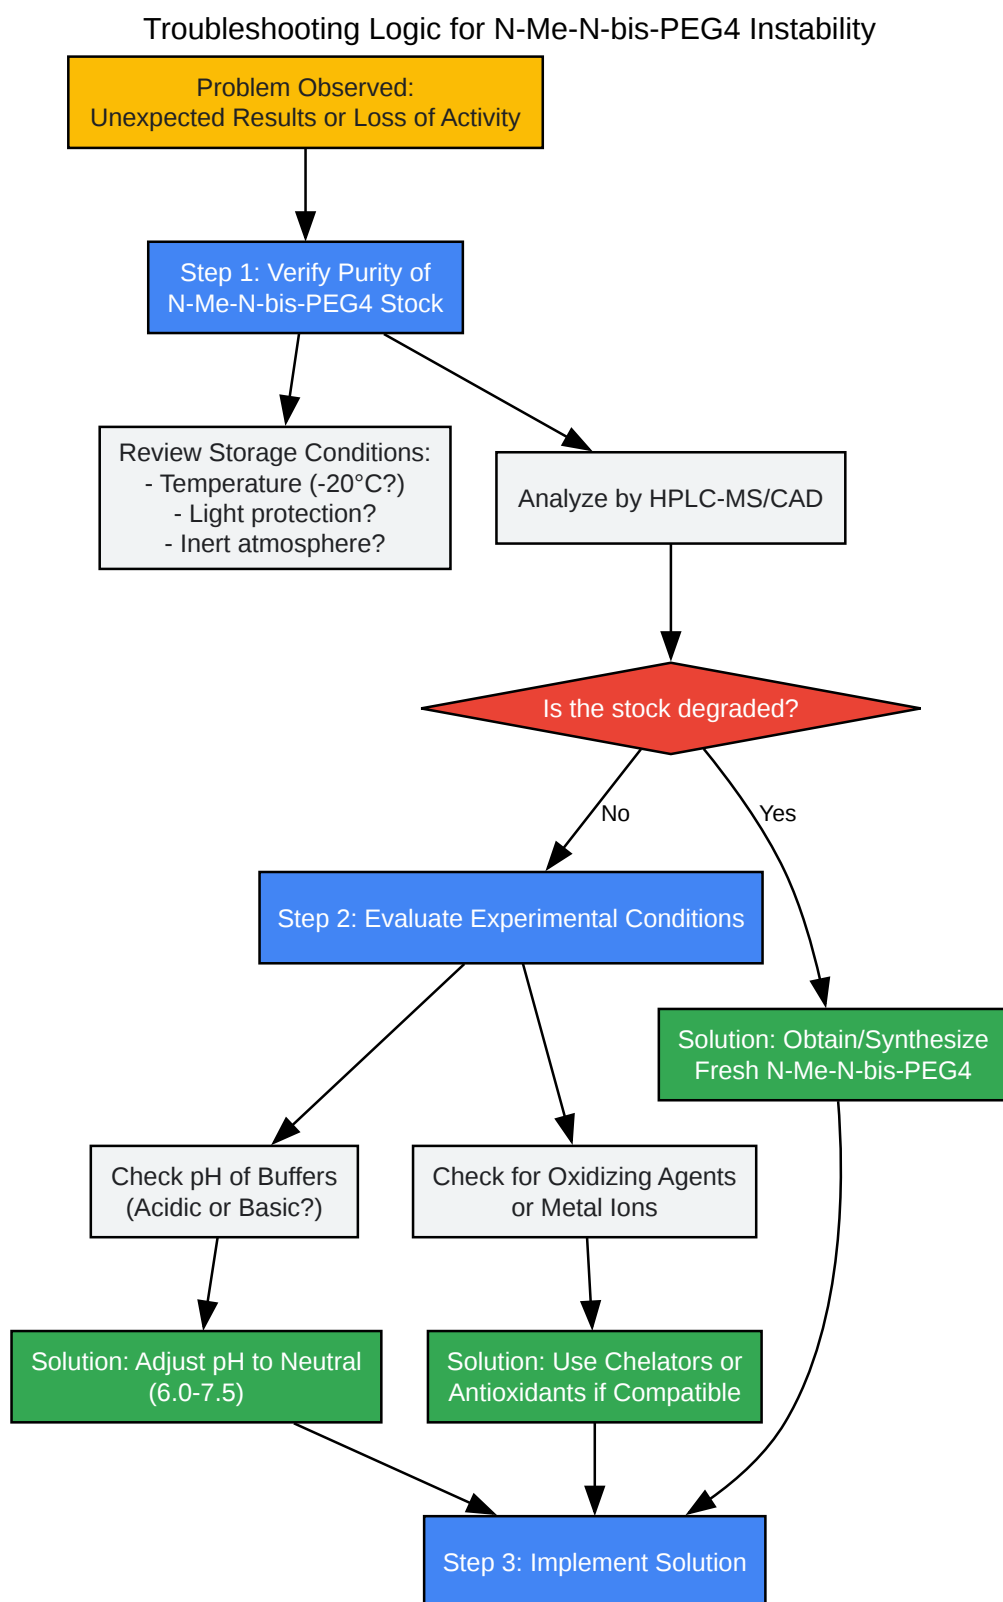 Troubleshooting Logic for N-Me-N-bis-PEG4 Instability
Problem Observed:
Unexpected Results or Loss of Activity
Step 1: Verify Purity of
N-Me-N-bis-PEG4 Stock
Review Storage Conditions:
- Temperature (-20°C?)
- Light protection?
- Inert atmosphere?
Analyze by HPLC-MS/CAD
Is the stock degraded?
No
Yes
Step 2: Evaluate Experimental Conditions
Solution: Obtain/Synthesize
Fresh N-Me-N-bis-PEG4
Check pH of Buffers
(Acidic or Basic?)
Check for Oxidizing Agents
or Metal Ions
Solution: Adjust pH to Neutral
(6.0-7.5)
Solution: Use Chelators or
Antioxidants if Compatible
Step 3: Implement Solution